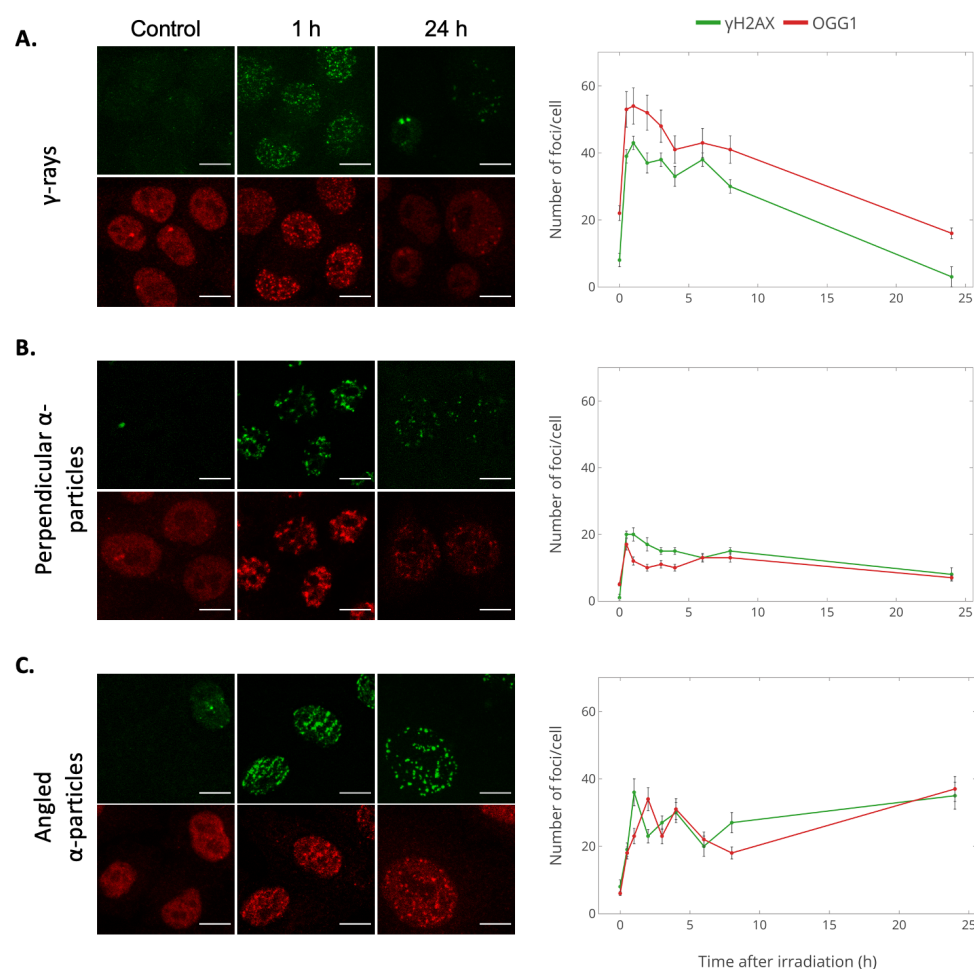 A.
Control 1 h 24 h
γ-rays
γH2AX OGG1
Number of foci/cell
60
40
20
0
0 5 10 15 20 25
B.
Perpendicular α-
particles
Number of foci/cell
60
40
20
0
0 5 10 15 20 25
C.
Angled
α-particles
Number of foci/cell
60
40
20
0
0 5 10 15 20 25
Time after irradiation (h)